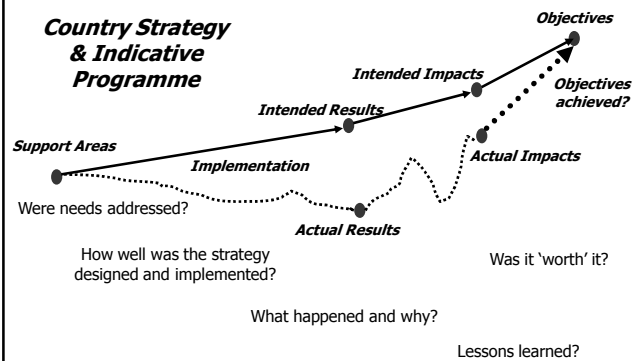 Country Strategy
& Indicative
Programme
Objectives
Intended Impacts
Objectives
achieved?
Intended Results
Support Areas
Implementation
Actual Impacts
Were needs addressed?
Actual Results
How well was the strategy
designed and implemented?
Was it ‘worth’ it?
What happened and why?
Lessons learned?